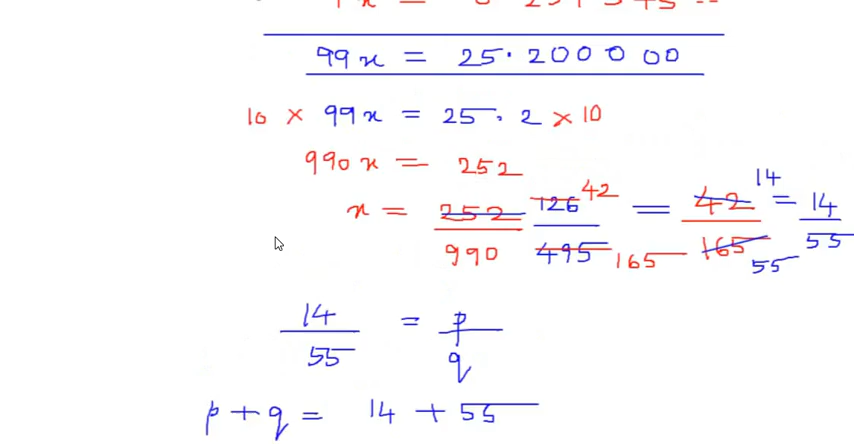 99x = 25.2000000
10 × 99x = 25.2 × 10
990x = 252
x = 252/990 126/495 42/165 = 42/165 14/55 = 14/55
14/55 = p/q
p + q = 14 + 55